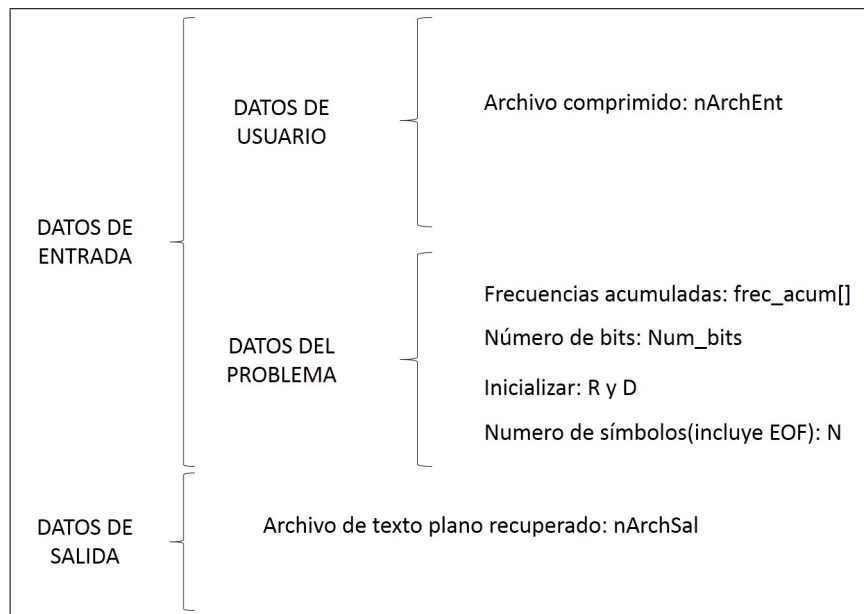 DATOS DE
ENTRADA
DATOS DE
USUARIO
Archivo comprimido: nArchEnt
DATOS DEL
PROBLEMA
Frecuencias acumuladas: frec_acum[]
Número de bits: Num_bits
Inicializar: R y D
Numero de símbolos(incluye EOF): N
DATOS DE
SALIDA
Archivo de texto plano recuperado: nArchSal